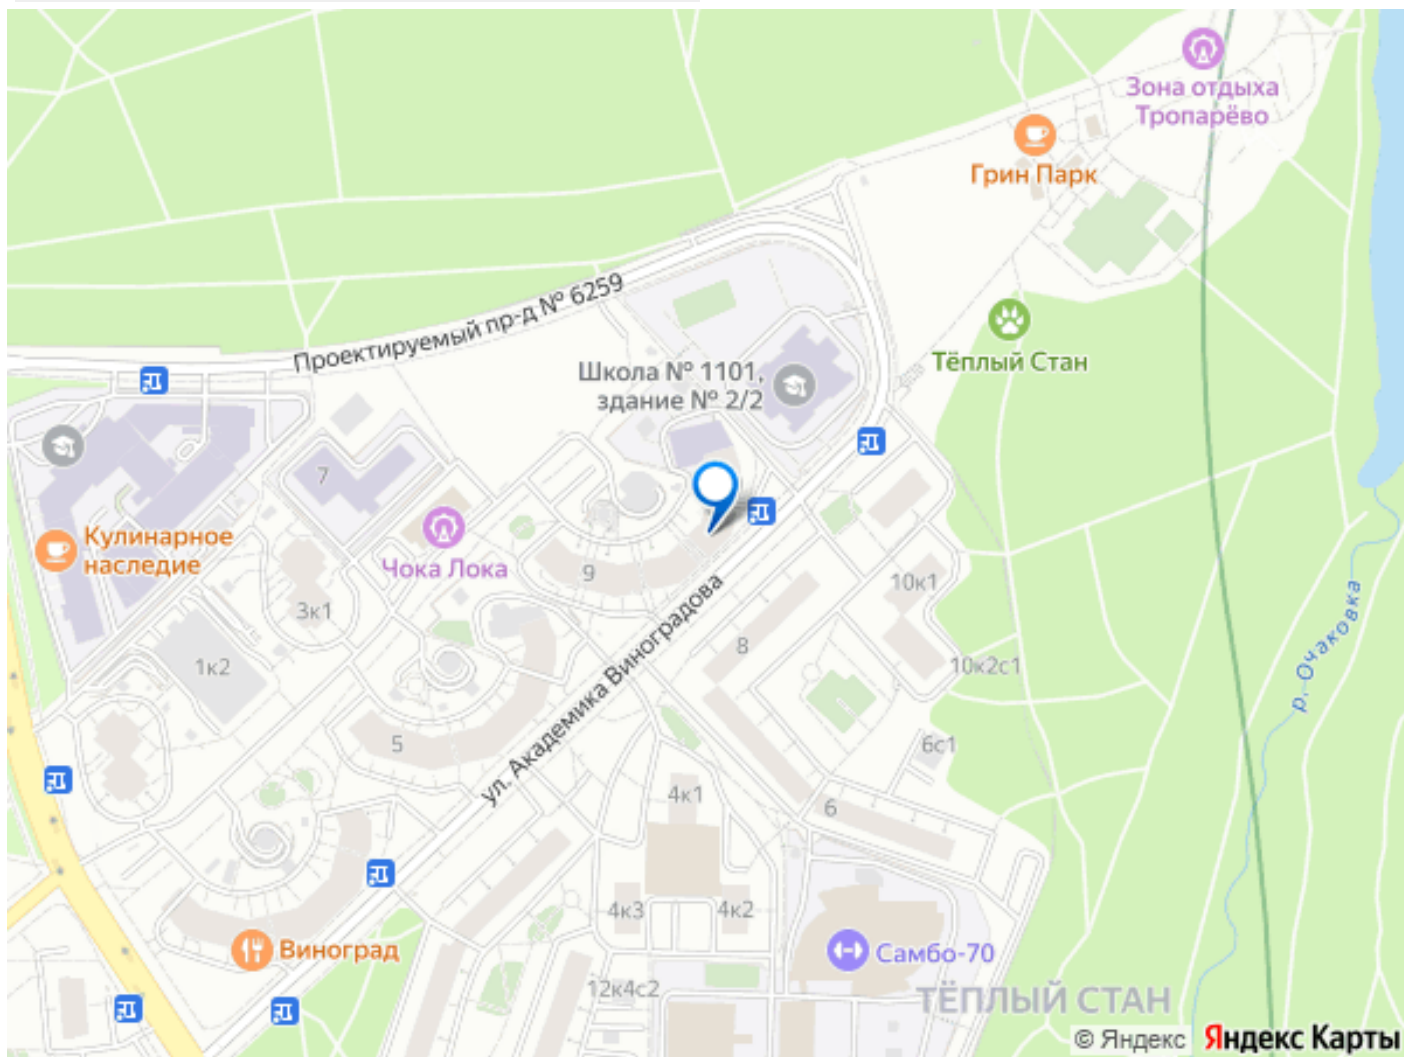 Зона отдыха
Тропарёво
Грин Парк
Проектируемый пр-д № 6259
Тёплый Стан
Школа № 1101,
здание № 2/2
7
Кулинарное
наследие
Чока Лока
9
10к1
3к1
ул. Академика Виноградова
р. Очаковка
8
1к2
10к2с1
5
6с1
4к1
6
4к3
4к2
Виноград
Самбо-70
12к4с2
ТЁПЛЫЙ СТАН
© Яндекс Яндекс Карты